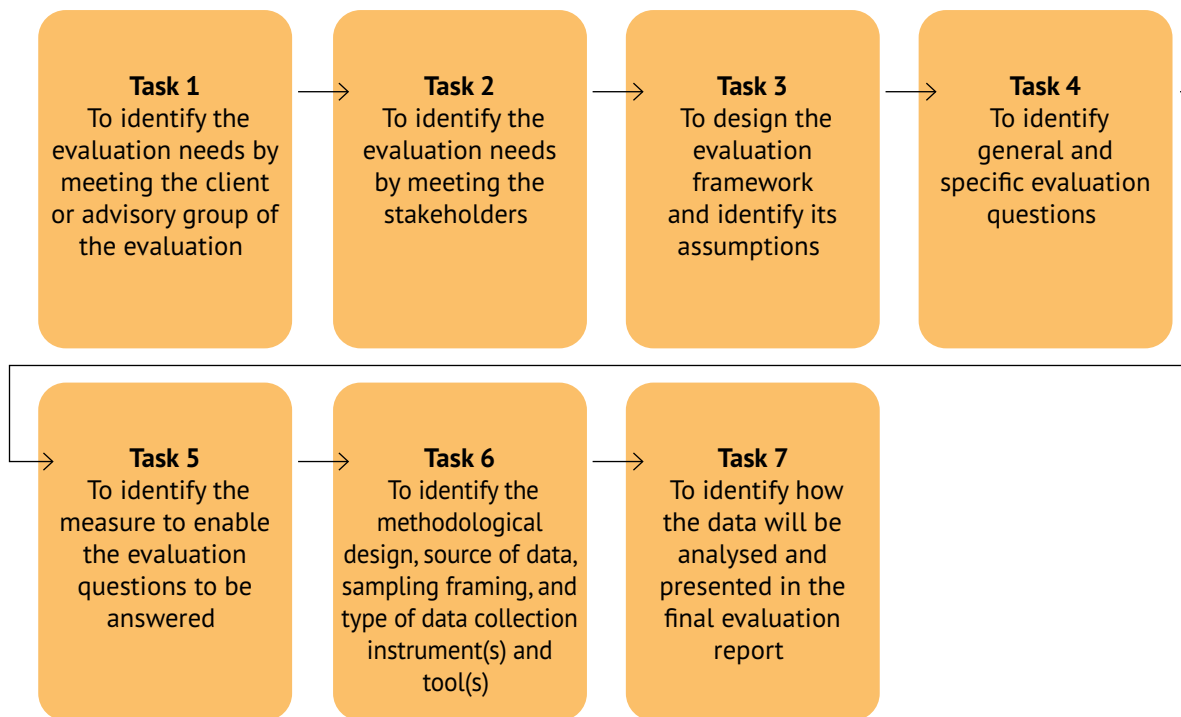 Task 1
To identify the
evaluation needs by
meeting the client
or advisory group of
the evaluation
Task 2
To identify the
evaluation needs
by meeting the
stakeholders
Task 3
To design the
evaluation
framework
and identify its
assumptions
Task 4
To identify
general and
specific evaluation
questions
Task 5
To identify the
measure to enable
the evaluation
questions to be
answered
Task 6
To identify the
methodological
design, source of data,
sampling framing, and
type of data collection
instrument(s) and
tool(s)
Task 7
To identify how
the data will be
analysed and
presented in the
final evaluation
report